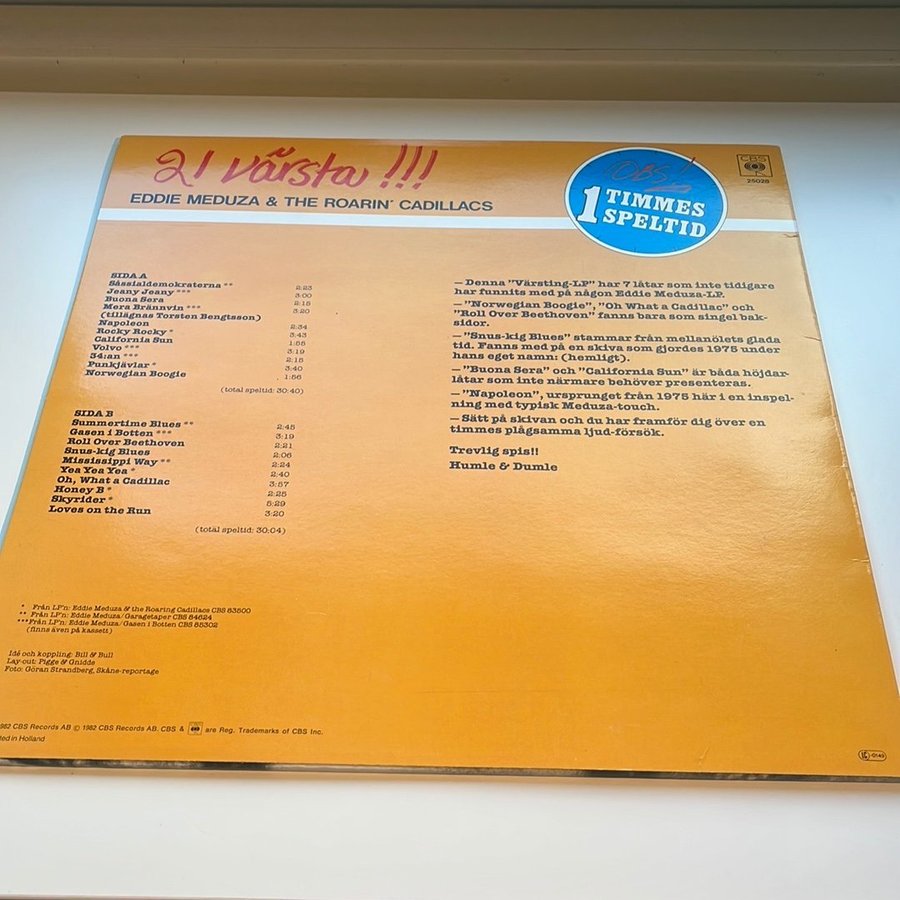 21 värsta !!!
EDDIE MEDUZA & THE ROARIN' CADILLACS
OBS!
1 TIMMES
SPELTID
CBS
25028
SIDA A
Såssialdemokraterna ** 2:23
Jeany Jeany *** 3:00
Buona Sera 2:15
Mera Brännvin *** 3:20
(tillägnas Torsten Bengtsson)
Napoleon 2:34
Rocky Rocky * 3:43
California Sun 1:55
Volvo *** 3:19
34:an *** 2:15
Punkjävlar * 3:40
Norwegian Boogie 1:56
(total speltid: 30:40)
SIDA B
Summertime Blues ** 2:45
Gasen i Botten *** 3:19
Roll Over Beethoven 2:21
Snus-kig Blues 2:06
Mississippi Way ** 2:24
Yea Yea Yea * 2:40
Oh, What a Cadillac 3:57
Honey B * 2:25
Skyrider * 5:29
Loves on the Run 3:20
(total speltid: 30:04)
— Denna "Värsting-LP" har 7 låtar som inte tidigare
har funnits med på någon Eddie Meduza-LP.
— "Norwegian Boogie", "Oh What a Cadillac" och
"Roll Over Beethoven" fanns bara som singel bak-
sidor.
— "Snus-kig Blues" stammar från mellanölets glada
tid. Fanns med på en skiva som gjordes 1975 under
hans eget namn: (hemligt).
— "Buona Sera" och "California Sun" är båda höjdar-
låtar som inte närmare behöver presenteras.
— "Napoleon", ursprunget från 1975 här i en inspel-
ning med typisk Meduza-touch.
— Sätt på skivan och du har framför dig över en
timmes plågsamma ljud-försök.
Trevlig spis!!
Humle & Dumle
* Från LP'n: Eddie Meduza & the Roaring Cadillacs CBS 83500
** Från LP'n: Eddie Meduza/Garagetaper CBS 84624
*** Från LP'n: Eddie Meduza/Gasen i Botten CBS 85302
(finns även på kassett)
Idé och koppling: Bill & Bull
Lay-out: Pigge & Gnidde
Foto: Göran Strandberg, Skåne-reportage
982 CBS Records AB © 1982 CBS Records AB. CBS & are Reg. Trademarks of CBS Inc.
ted in Holland